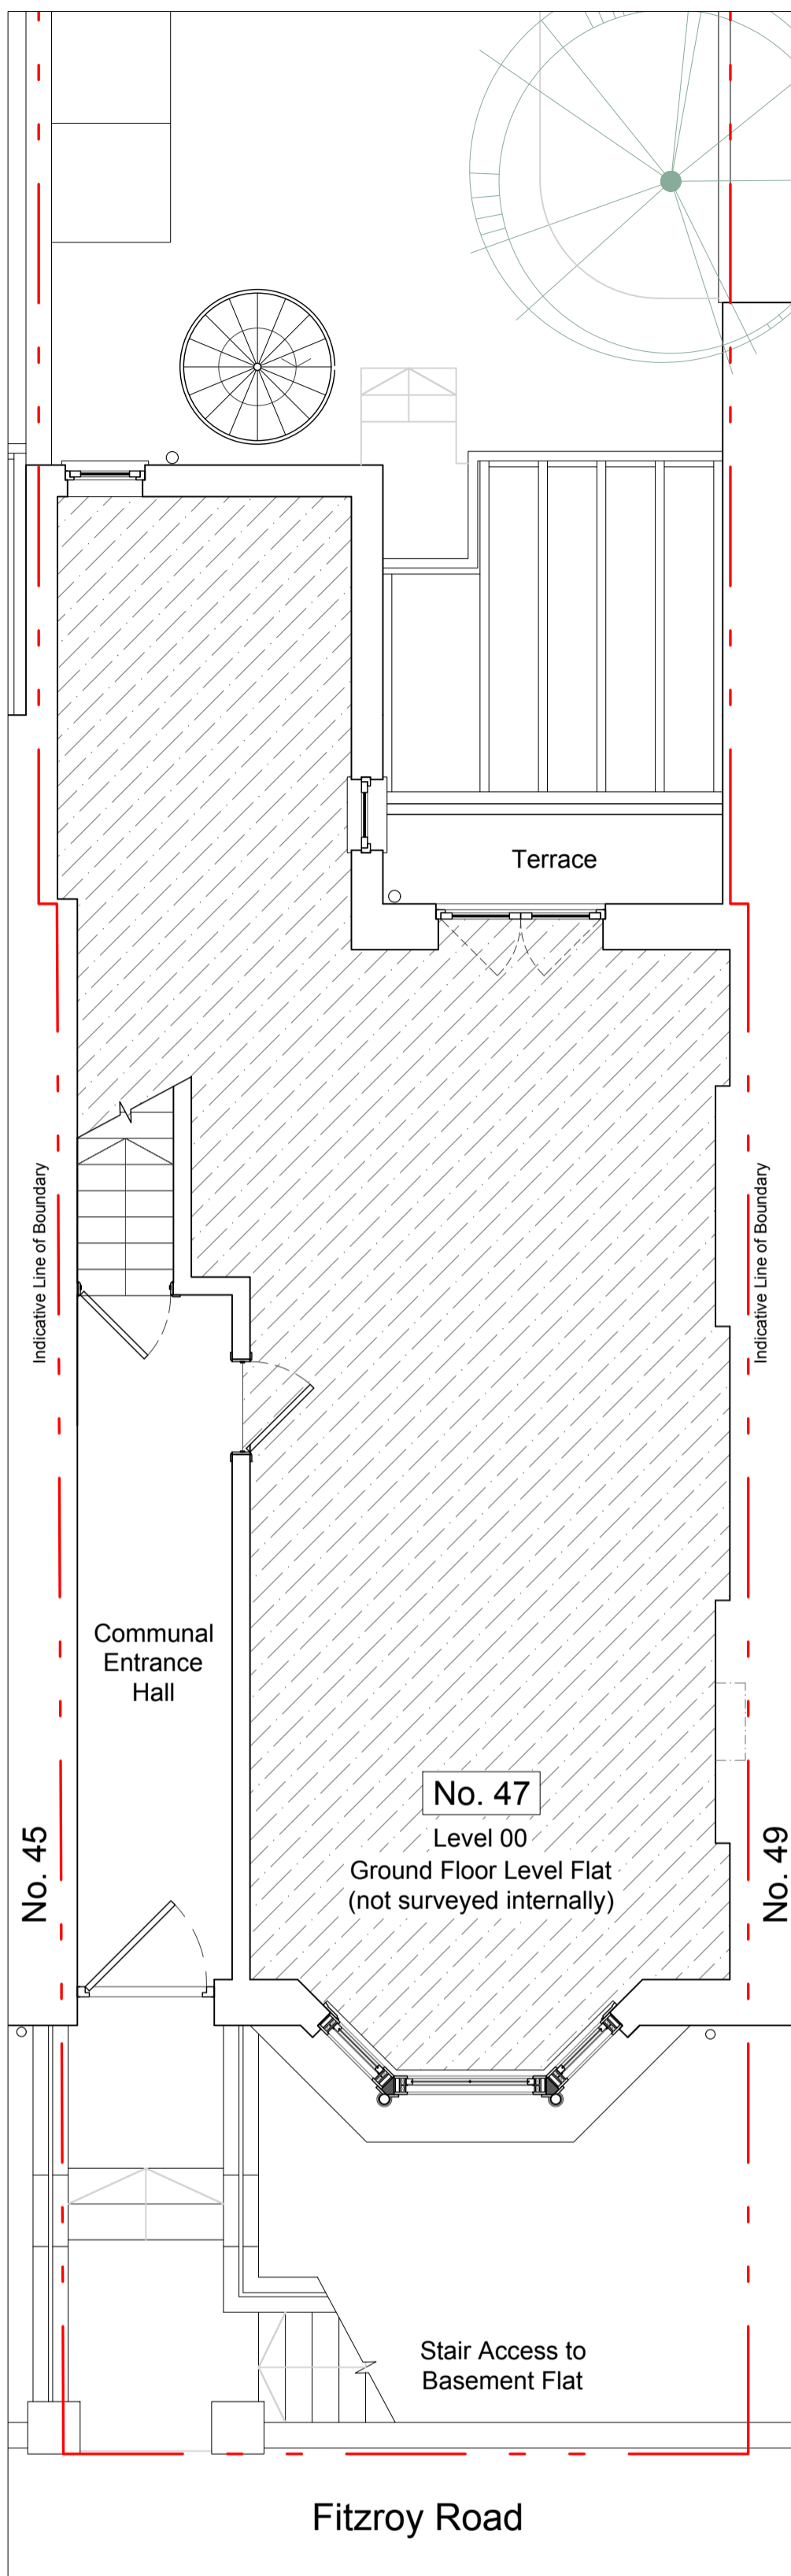 Terrace
Indicative Line of Boundary
Indicative Line of Boundary
Communal
Entrance
Hall
No. 47
Level 00
Ground Floor Level Flat
(not surveyed internally)
No. 45
No. 49
Stair Access to
Basement Flat
Fitzroy Road